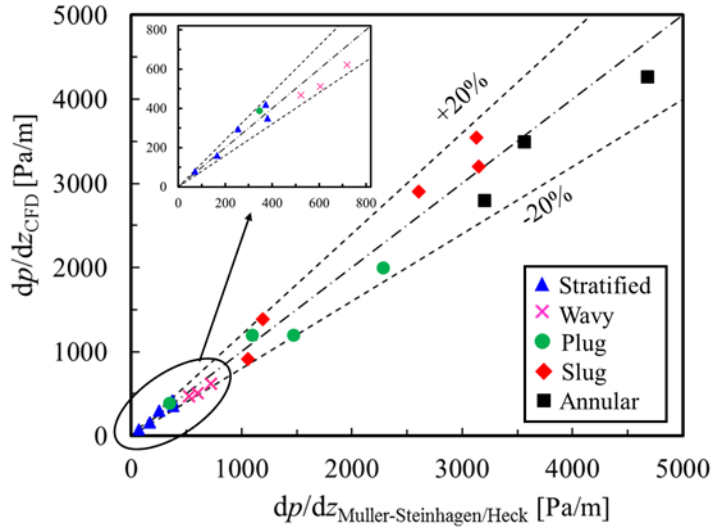 5000
4000
3000
2000
1000
0
dp/dzCFD [Pa/m]
800
600
400
200
0
0 200 400 600 800
+20%
-20%
Stratified
Wavy
Plug
Slug
Annular
0 1000 2000 3000 4000 5000
dp/dzMuller-Steinhagen/Heck [Pa/m]